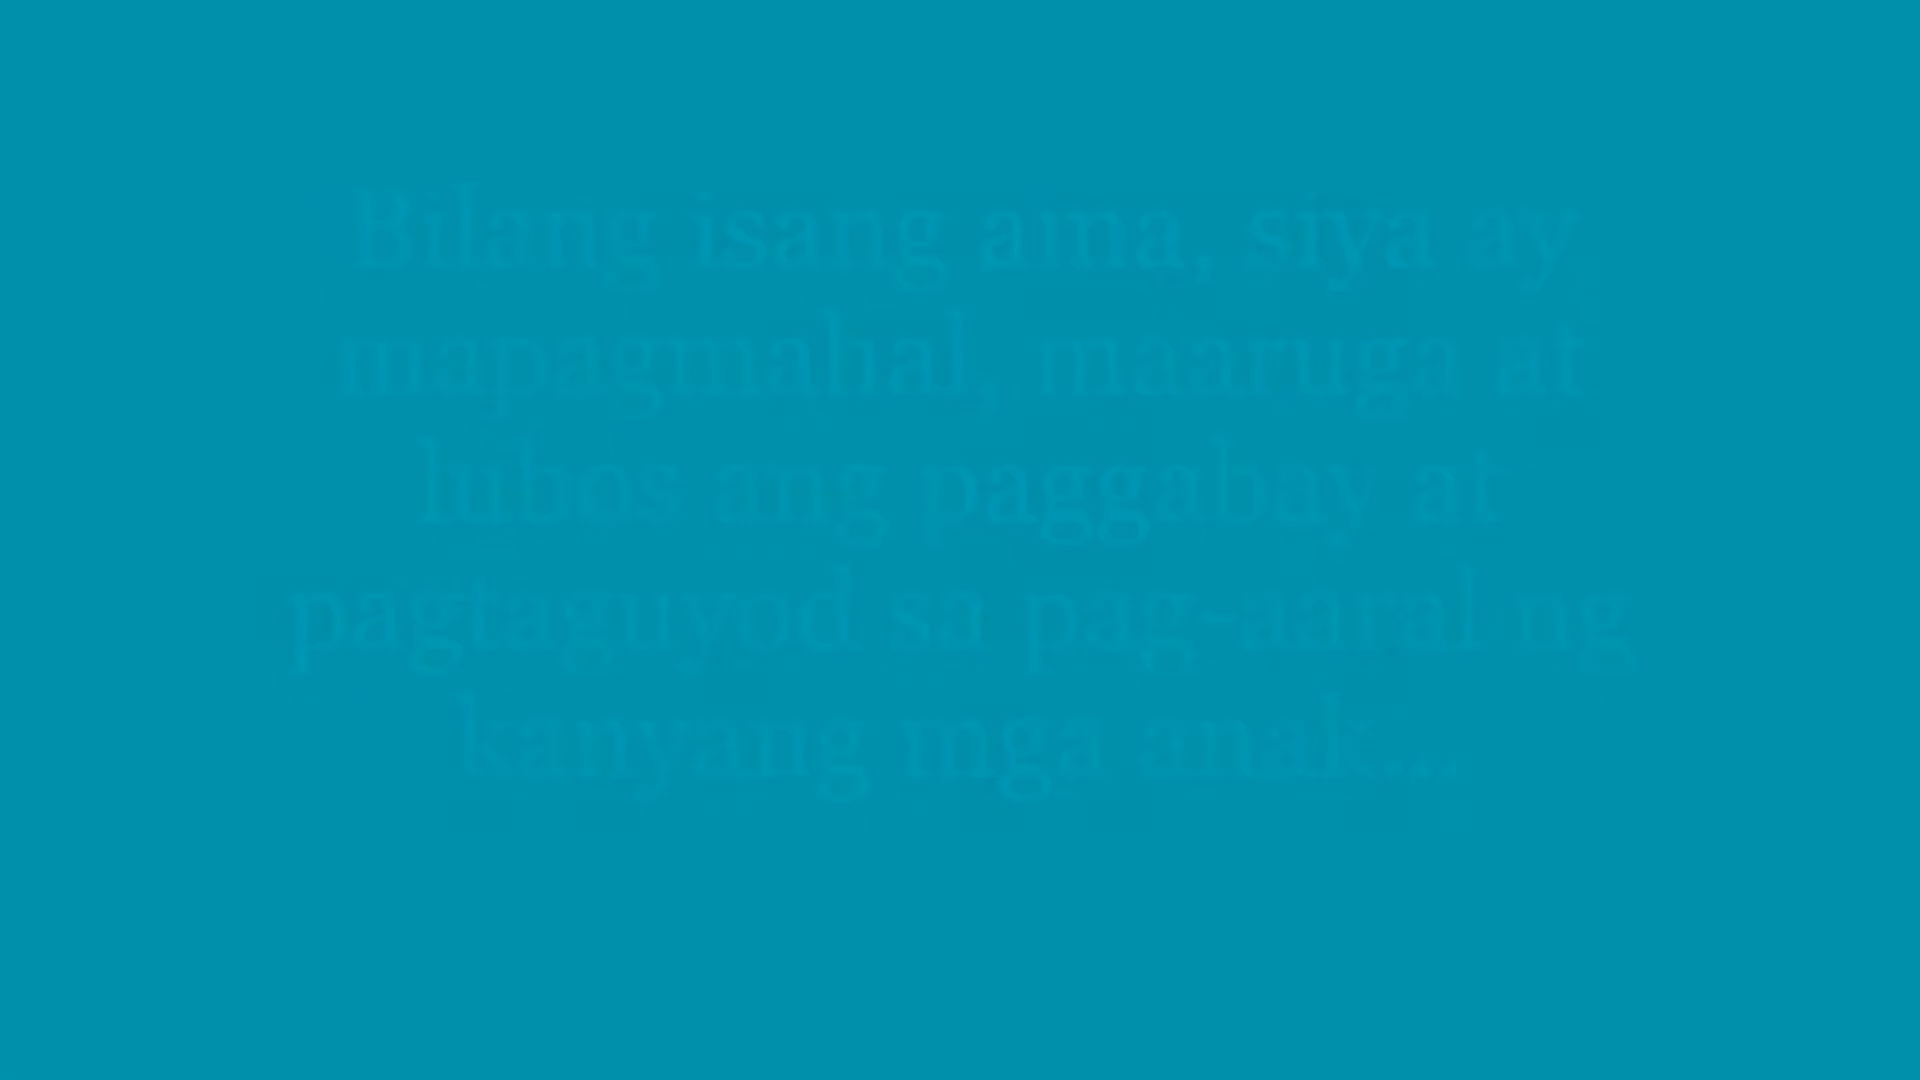 Bilang isang ama, siya ay
mapagmahal, maaruga at
lubos ang paggabay at
pagtaguyod sa pag-aaral ng
kanyang mga anak...